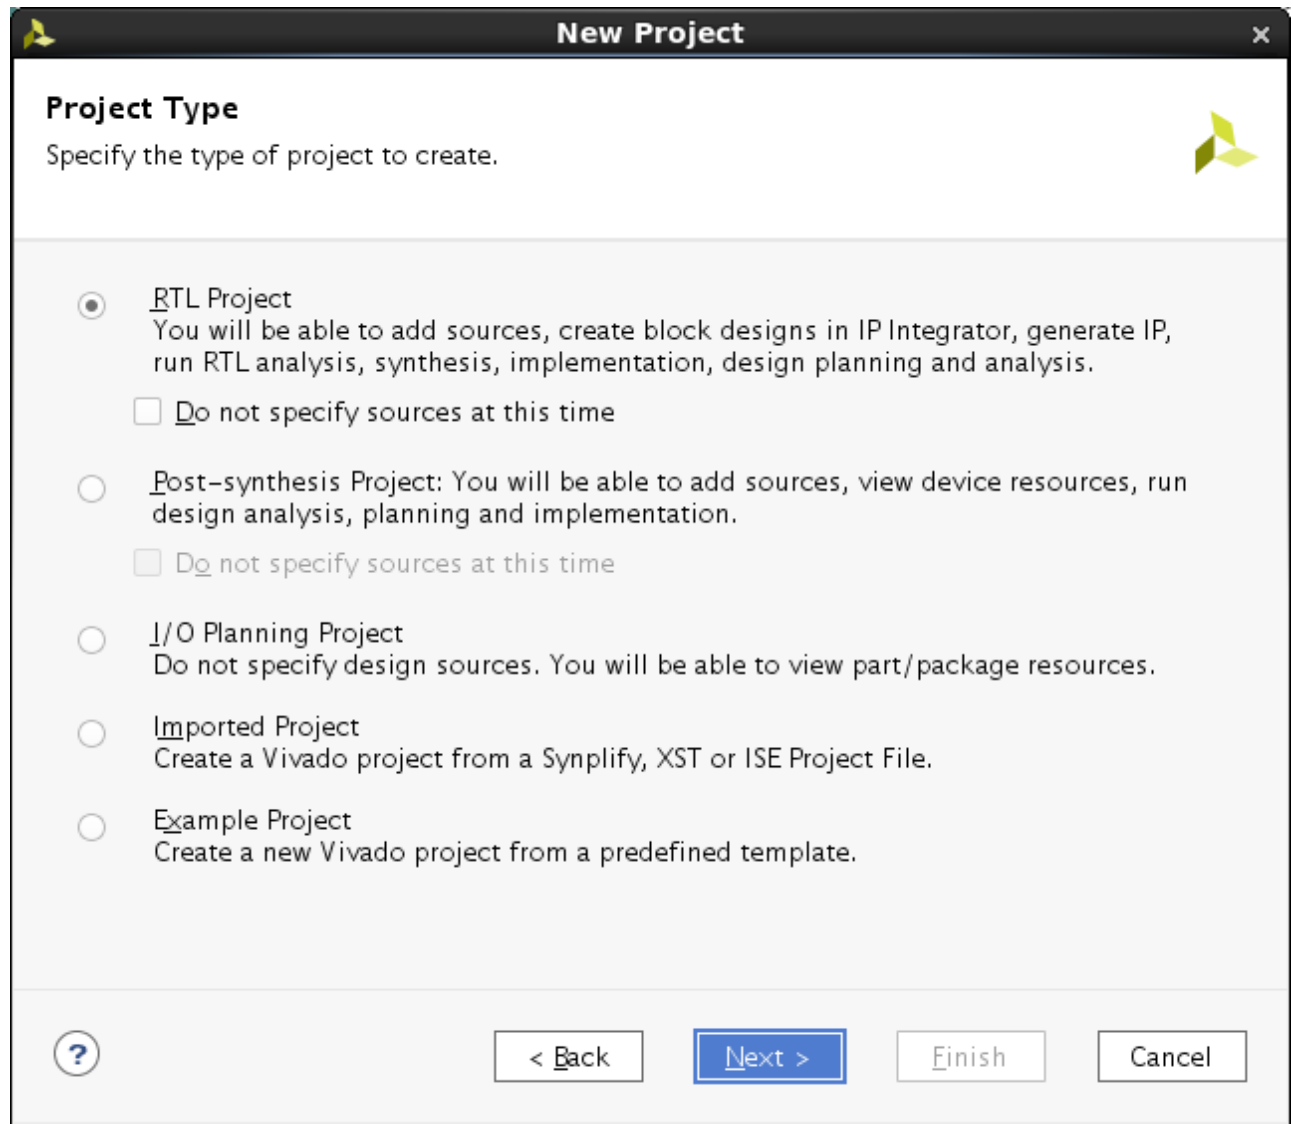 New Project
Project Type
Specify the type of project to create.
RTL Project
You will be able to add sources, create block designs in IP Integrator, generate IP,
run RTL analysis, synthesis, implementation, design planning and analysis.
Do not specify sources at this time
Post-synthesis Project: You will be able to add sources, view device resources, run
design analysis, planning and implementation.
Do not specify sources at this time
I/O Planning Project
Do not specify design sources. You will be able to view part/package resources.
Imported Project
Create a Vivado project from a Synplify, XST or ISE Project File.
Example Project
Create a new Vivado project from a predefined template.
? < Back Next > Finish Cancel